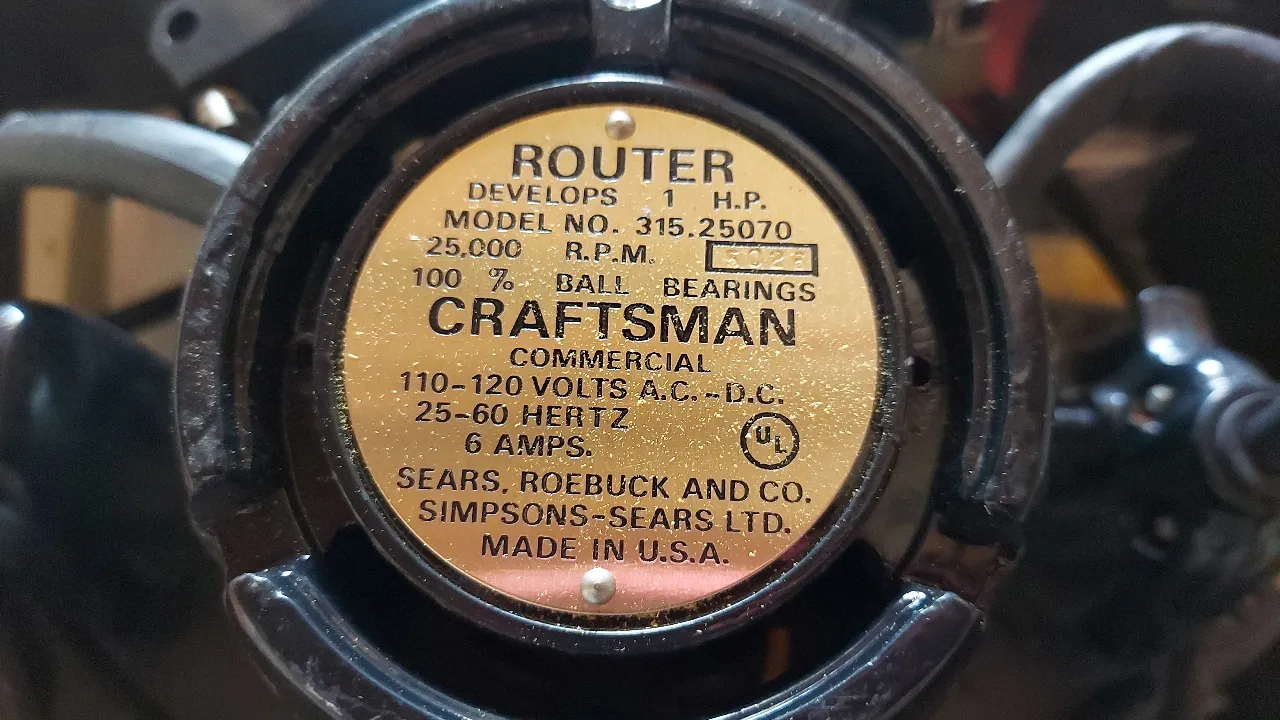 ROUTER
DEVELOPS 1 H.P.
MODEL NO. 315.25070
25,000 R.P.M.
100 % BALL BEARINGS
CRAFTSMAN
COMMERCIAL
110-120 VOLTS A.C.-D.C.
25-60 HERTZ
6 AMPS.
UL
SEARS, ROEBUCK AND CO.
SIMPSONS-SEARS LTD.
MADE IN U.S.A.